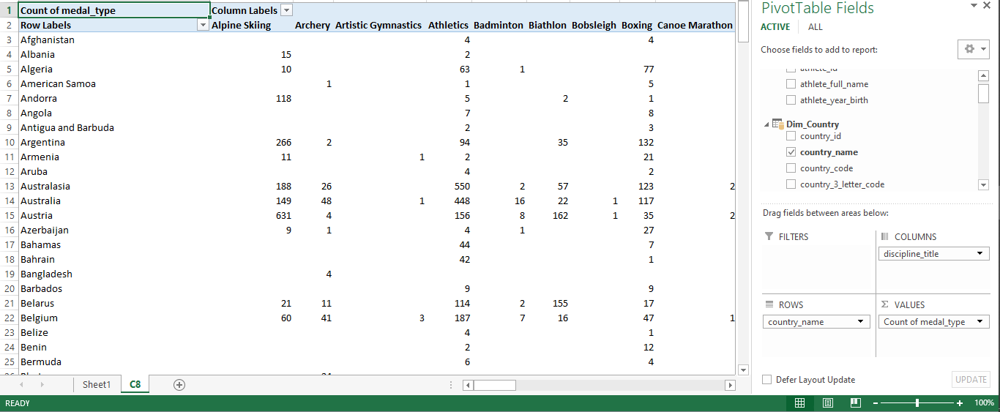 1 Count of medal_type Column Labels
2 Row Labels Alpine Skiing Archery Artistic Gymnastics Athletics Badminton Biathlon Bobsleigh Boxing Canoe Marathon
3 Afghanistan 4 4
4 Albania 15 2
5 Algeria 10 63 1 77
6 American Samoa 1 1 5
7 Andorra 118 5 2 1
8 Angola 7 8
9 Antigua and Barbuda 2 3
10 Argentina 266 2 94 35 132
11 Armenia 11 1 2 21
12 Aruba 4 2
13 Australasia 188 26 550 2 57 123 2
14 Australia 149 48 1 448 16 22 1 117
15 Austria 631 4 156 8 162 1 35 2
16 Azerbaijan 9 1 4 1 27
17 Bahamas 44 7
18 Bahrain 42 1
19 Bangladesh 4
20 Barbados 9 9
21 Belarus 21 11 114 2 155 17
22 Belgium 60 41 3 187 7 16 47 1
23 Belize 4 1
24 Benin 2 12
25 Bermuda 6 4
Sheet1 C8
READY
PivotTable Fields
ACTIVE ALL
Choose fields to add to report:
athlete_id
athlete_full_name
athlete_year_birth
Dim_Country
country_id
country_name
country_code
country_3_letter_code
Drag fields between areas below:
FILTERS
COLUMNS
discipline_title
ROWS
country_name
VALUES
Count of medal_type
Defer Layout Update UPDATE
100%